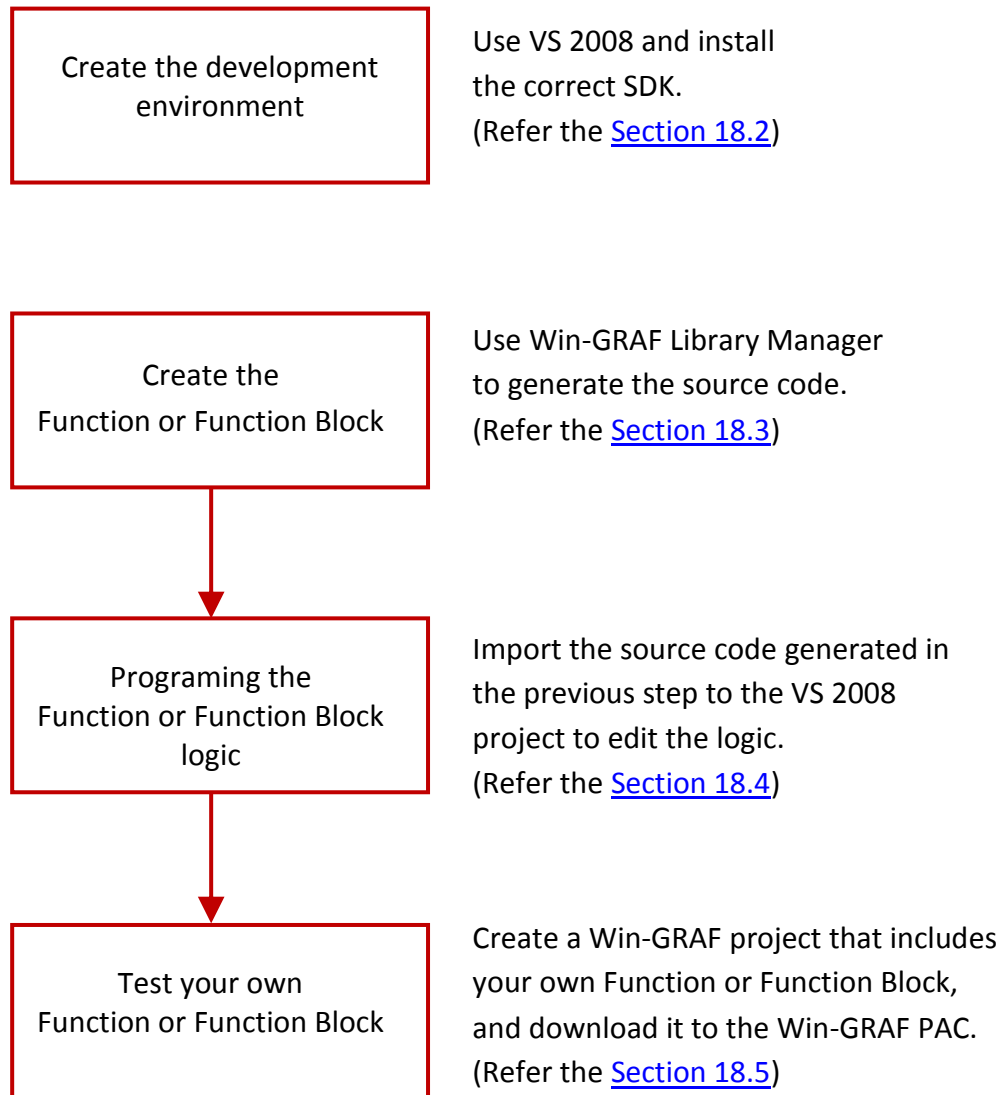 Create the development
environment
Use VS 2008 and install
the correct SDK.
(Refer the Section 18.2)
Create the
Function or Function Block
Use Win-GRAF Library Manager
to generate the source code.
(Refer the Section 18.3)
Programing the
Function or Function Block
logic
Import the source code generated in
the previous step to the VS 2008
project to edit the logic.
(Refer the Section 18.4)
Test your own
Function or Function Block
Create a Win-GRAF project that includes
your own Function or Function Block,
and download it to the Win-GRAF PAC.
(Refer the Section 18.5)